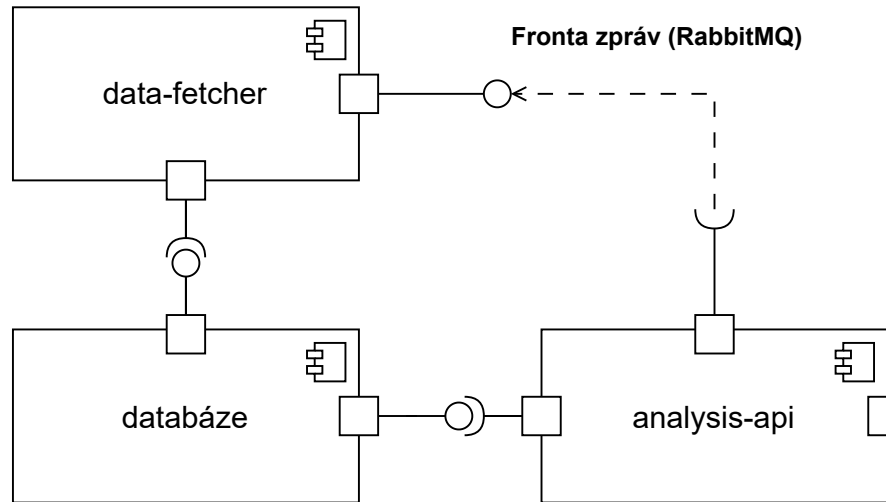 Fronta zpráv (RabbitMQ)
data-fetcher
databáze
analysis-api